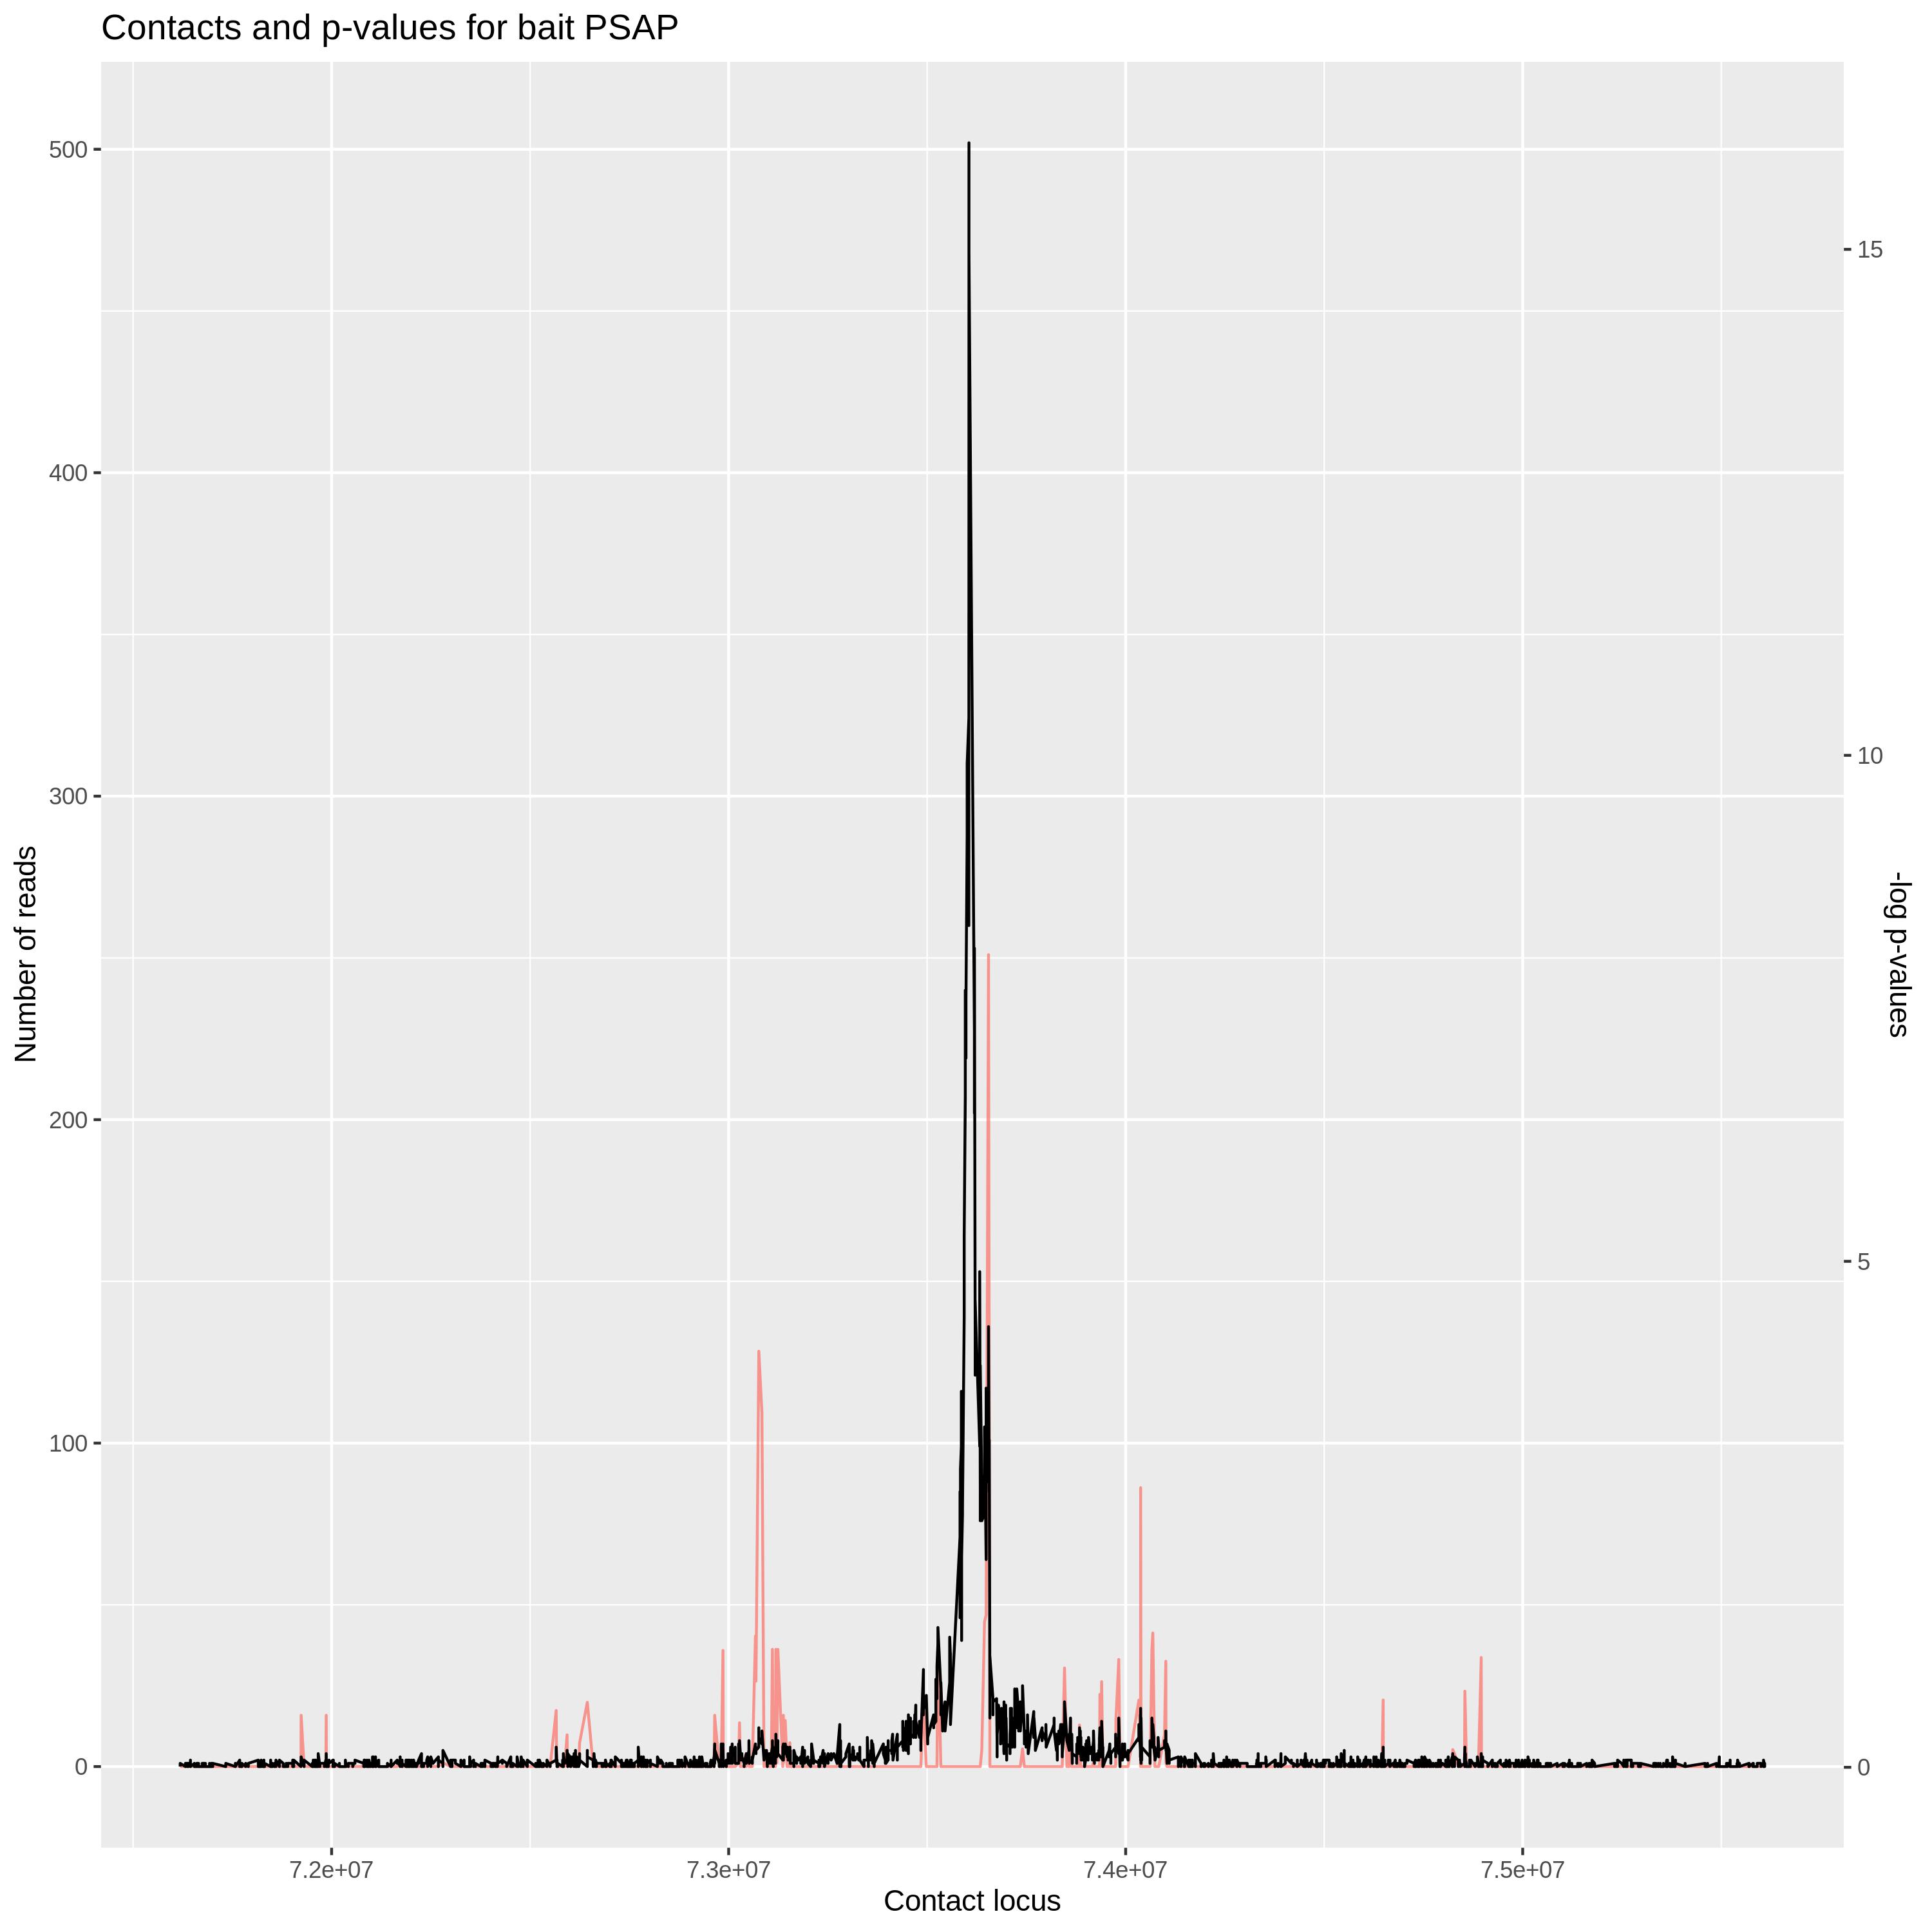 Contacts and p-values for bait PSAP
500
400
300
200
100
0
Number of reads
15
10
5
0
-log p-values
7.2e+07 7.3e+07 7.4e+07 7.5e+07
Contact locus